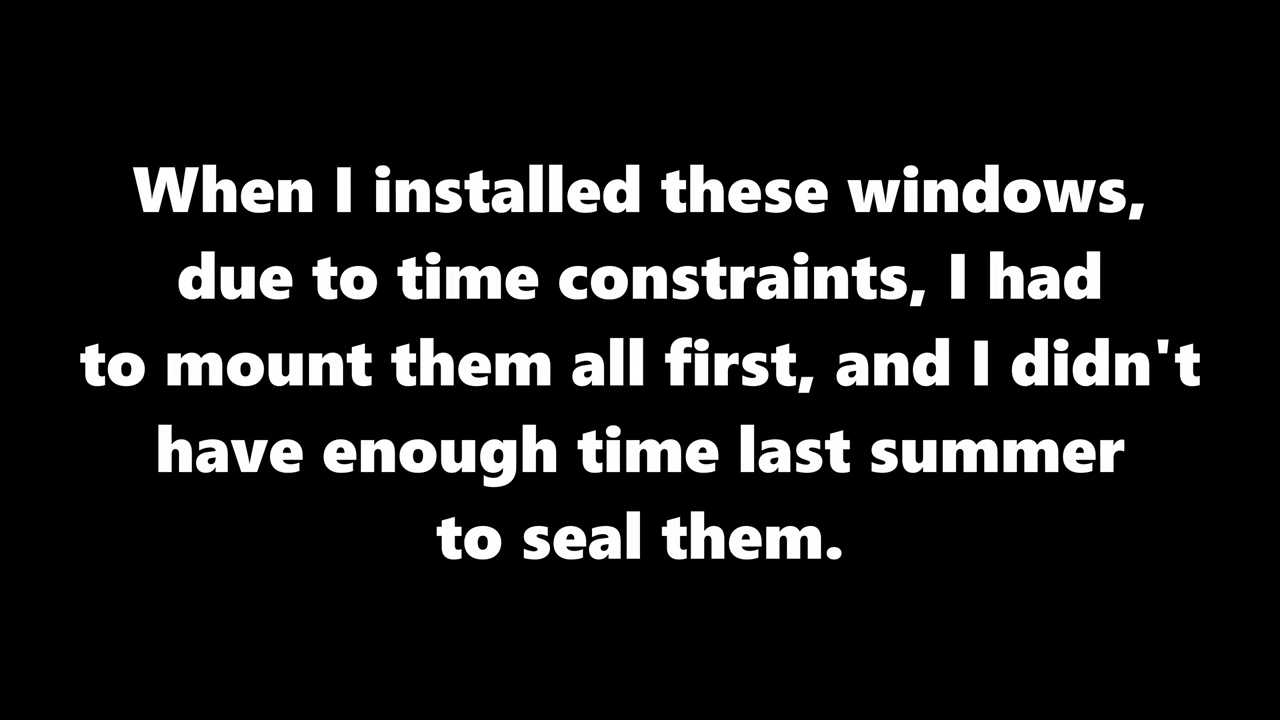 When I installed these windows,
due to time constraints, I had
to mount them all first, and I didn't
have enough time last summer
to seal them.